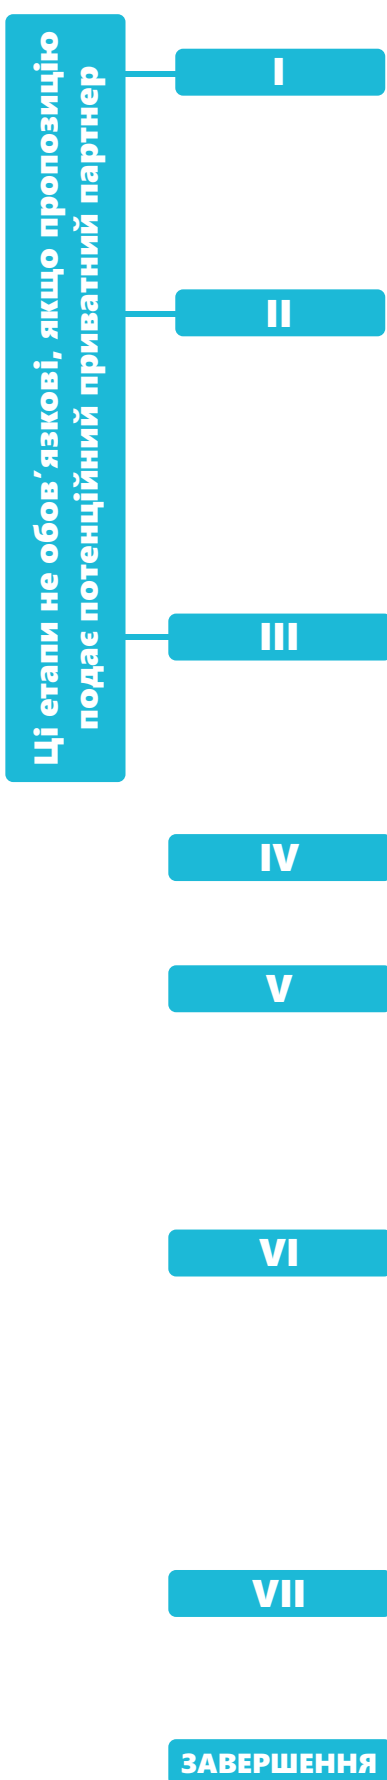 Ці етапи не обов´язкові, якщо пропозицію
подає потенційний приватний партнер
I
II
III
IV
V
VI
VII
ЗАВЕРШЕННЯ